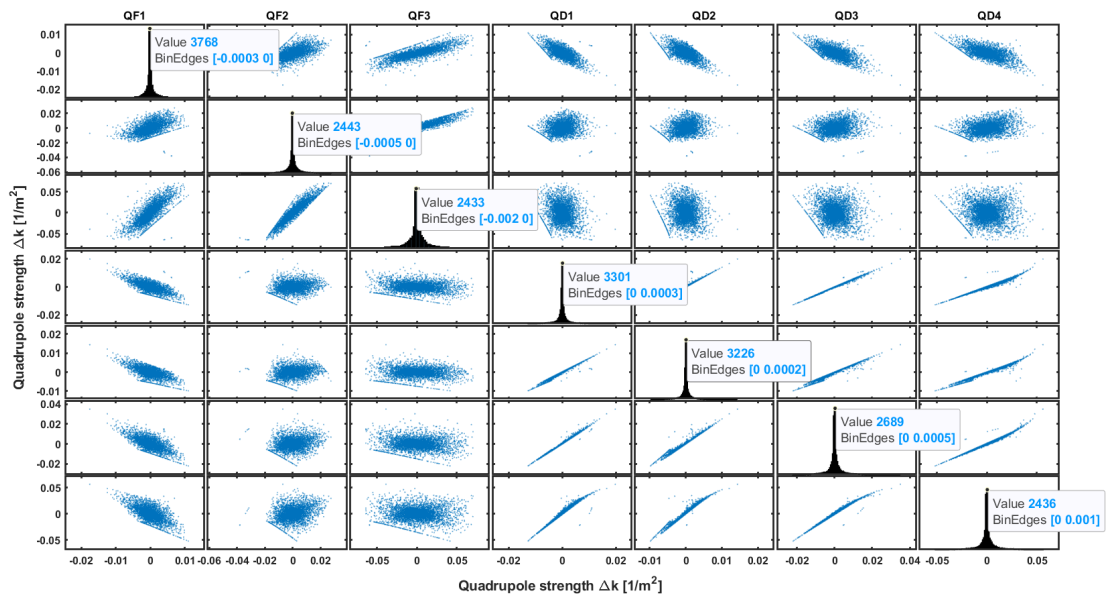 QF1 QF2 QF3 QD1 QD2 QD3 QD4
0.01
0
-0.01
-0.02
Value 3768
BinEdges [-0.0003 0]
0.02
0
-0.02
-0.04
-0.06
Value 2443
BinEdges [-0.0005 0]
0.05
0
-0.05
Value 2433
BinEdges [-0.002 0]
0.02
0
-0.02
Value 3301
BinEdges [0 0.0003]
0.02
0.01
0
-0.01
Value 3226
BinEdges [0 0.0002]
0.04
0.02
0
-0.02
Value 2689
BinEdges [0 0.0005]
0.05
0
-0.05
Value 2436
BinEdges [0 0.001]
-0.02 -0.01 0 0.01 -0.06 -0.04 -0.02 0 0.02 -0.05 0 0.05 -0.02 0 0.02 -0.01 0 0.01 0.02 -0.02 0 0.02 0.04 -0.05 0 0.05
Quadrupole strength Δk [1/m²]
Quadrupole strength Δk [1/m²]